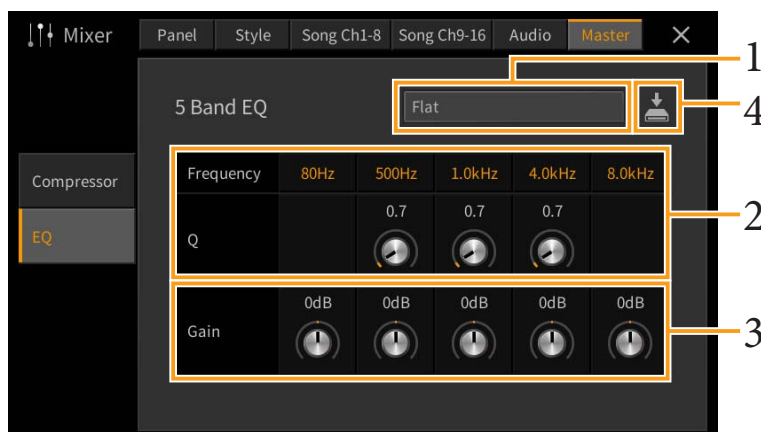 Mixer Panel Style Song Ch1-8 Song Ch9-16 Audio Master
1
5 Band EQ Flat
4
Compressor
EQ
Frequency 80Hz 500Hz 1.0kHz 4.0kHz 8.0kHz
0.7 0.7 0.7
Q
2
0dB 0dB 0dB 0dB 0dB
Gain
3